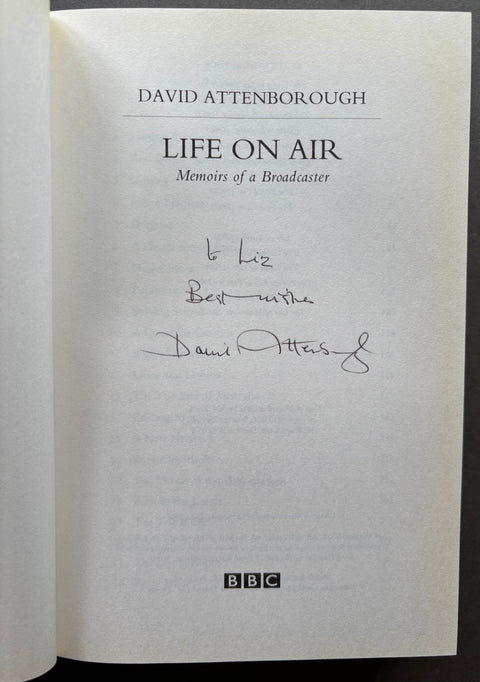 DAVID ATTENBOROUGH
LIFE ON AIR
Memoirs of a Broadcaster
to Liz
Best wishes
David Attenborough
BBC